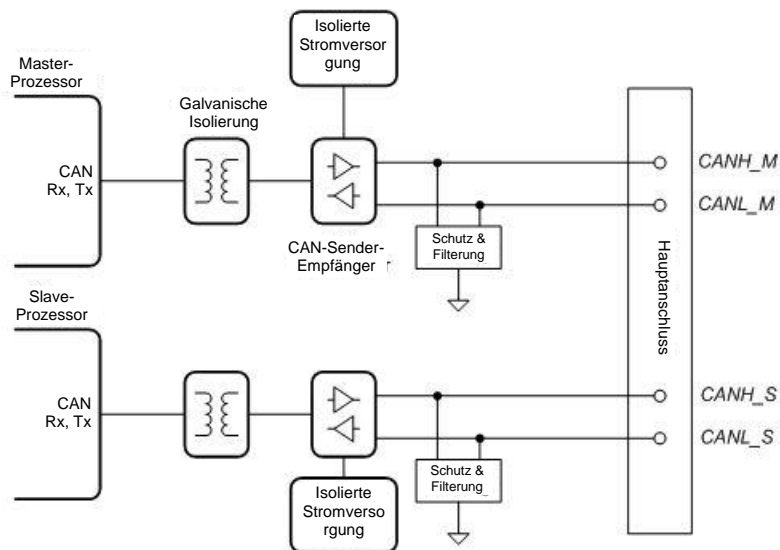 Isolierte
Stromversor
gung
Master-
Prozessor
Galvanische
Isolierung
CAN
Rx, Tx
CANH_M
CANL_M
Schutz &
Filterung
CAN-Sender-
Empfänger
Hauptanschluss
Slave-
Prozessor
CAN
Rx, Tx
CANH_S
CANL_S
Schutz &
Filterung
Isolierte
Stromverso
rgung